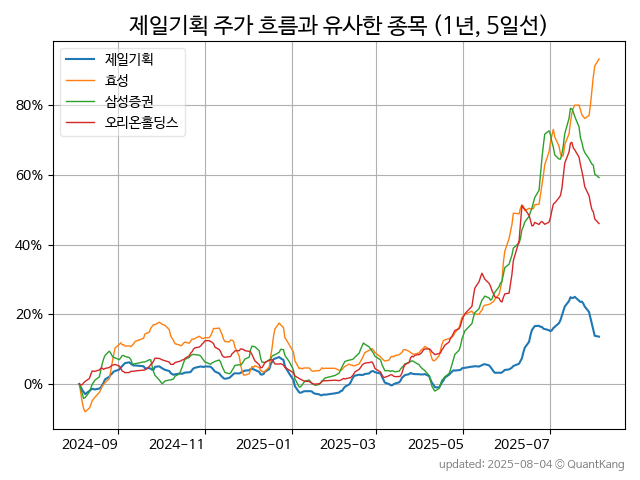 제일기획 주가 흐름과 유사한 종목 (1년, 5일선)
제일기획
효성
삼성증권
오리온홀딩스
80%
60%
40%
20%
0%
2024-09 2024-11 2025-01 2025-03 2025-05 2025-07
updated: 2025-08-04 © QuantKang